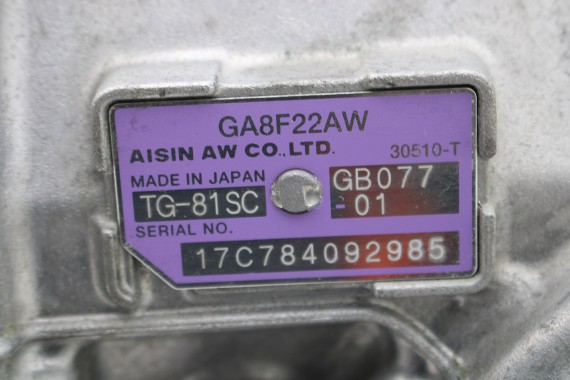 GA8F22AW
AISIN AW CO.,LTD. 30510-T
MADE IN JAPAN GB077
TG-81SC -01
SERIAL NO.
17C784092985